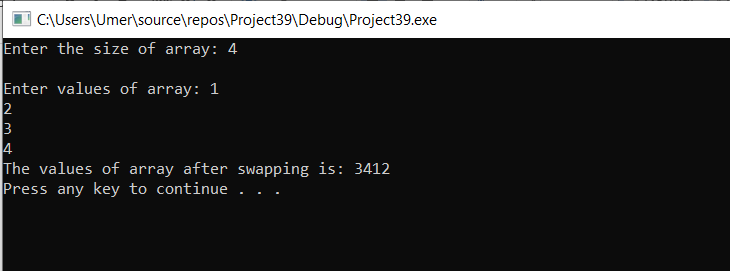 C:\Users\Umer\source\repos\Project39\Debug\Project39.exe
Enter the size of array: 4
Enter values of array: 1
2
3
4
The values of array after swapping is: 3412
Press any key to continue . . .